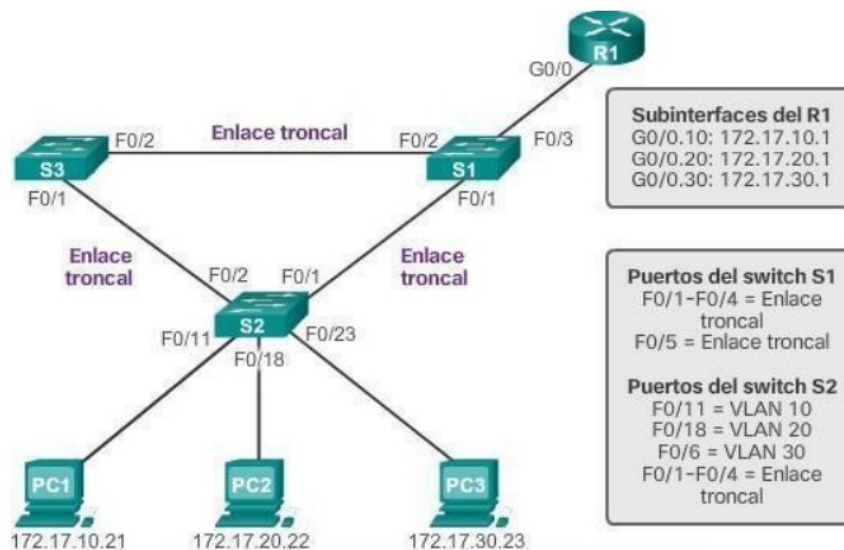 R1
G0/0
Enlace troncal
F0/2
F0/2
F0/3
S3
S1
F0/1
F0/1
Enlace
troncal
Enlace
troncal
F0/2
F0/1
S2
F0/11
F0/18
F0/23
PC1
PC2
PC3
172.17.10.21
172.17.20.22
172.17.30.23
Subinterfaces del R1
G0/0.10: 172.17.10.1
G0/0.20: 172.17.20.1
G0/0.30: 172.17.30.1
Puertos del switch S1
F0/1-F0/4 = Enlace
troncal
F0/5 = Enlace troncal
Puertos del switch S2
F0/11 = VLAN 10
F0/18 = VLAN 20
F0/6 = VLAN 30
F0/1-F0/4 = Enlace
troncal